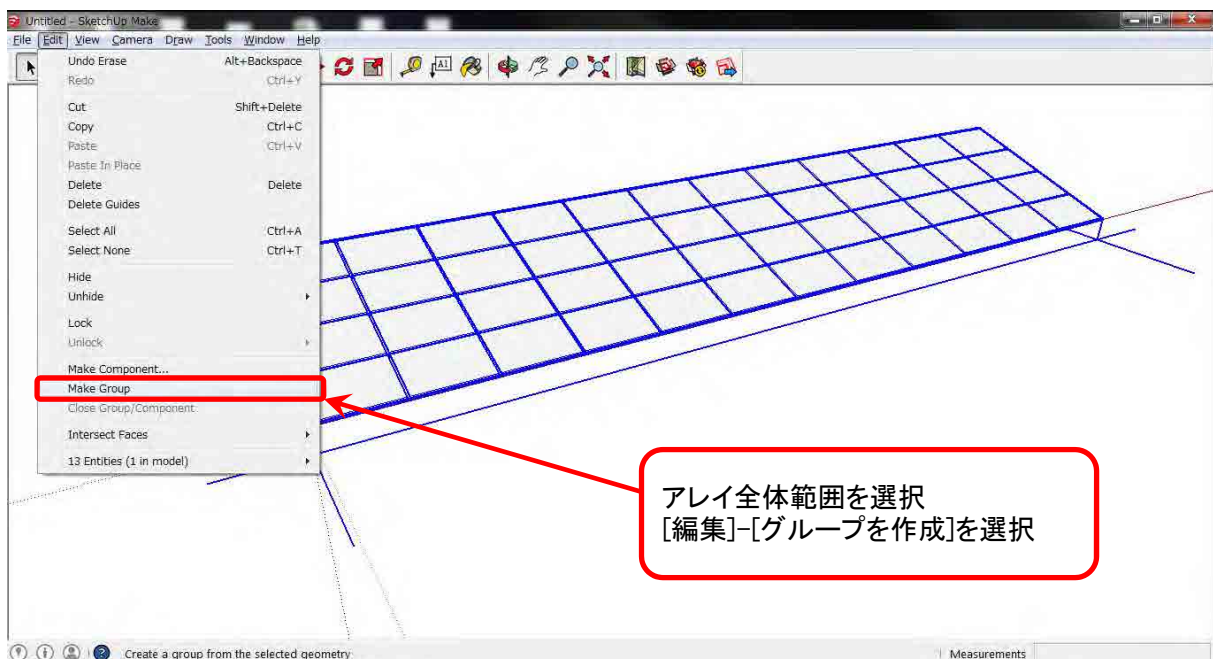 Untitled - SketchUp Make
File Edit View Camera Draw Tools Window Help
Undo Erase Alt+Backspace
Redo Ctrl+Y
Cut Shift+Delete
Copy Ctrl+C
Paste Ctrl+V
Paste In Place
Delete Delete
Delete Guides
Select All Ctrl+A
Select None Ctrl+T
Hide
Unhide
Lock
Unlock
Make Component...
Make Group
Close Group/Component
Intersect Faces
13 Entities (1 in model)
A1
アレイ全体範囲を選択
[編集]-[グループを作成]を選択
Create a group from the selected geometry
Measurements